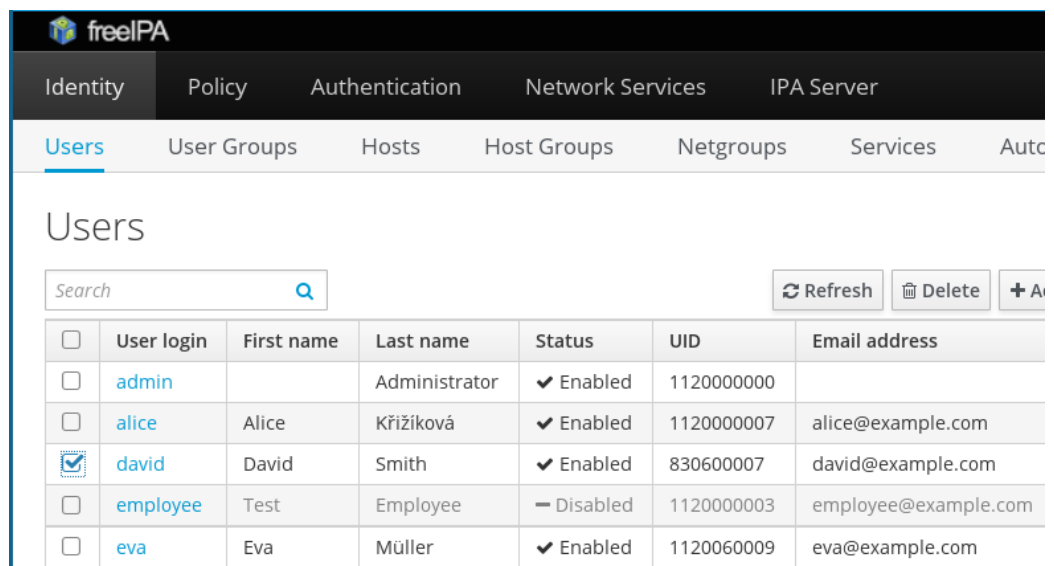 freeIPA
Identity Policy Authentication Network Services IPA Server
Users User Groups Hosts Host Groups Netgroups Services
Users
Search Refresh Delete
User login First name Last name Status UID Email address
admin Administrator Enabled 1120000000
alice Alice Křižíková Enabled 1120000007 alice@example.com
david David Smith Enabled 830600007 david@example.com
employee Test Employee Disabled 1120000003 employee@example.com
eva Eva Müller Enabled 1120060009 eva@example.com